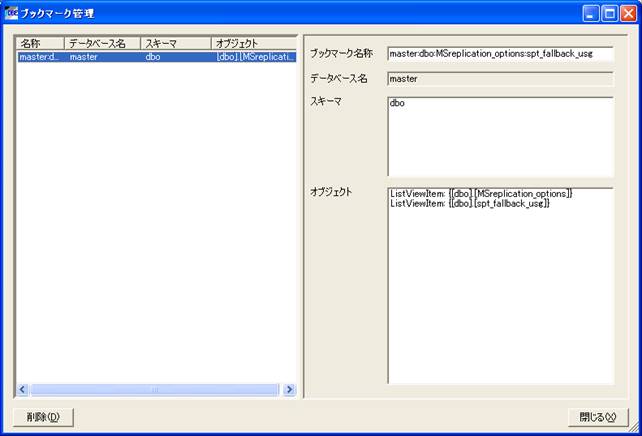 ブックマーク管理
名称 データベース名 スキーマ オブジェクト
master:d... master dbo [dbo].[MSreplicati...
ブックマーク名称 master:dbo:MSreplication_options:spt_fallback_usg
データベース名 master
スキーマ dbo
オブジェクト ListViewItem: {[dbo].[MSreplication_options]}
ListViewItem: {[dbo].[spt_fallback_usg]}
削除(D) 閉じる(X)